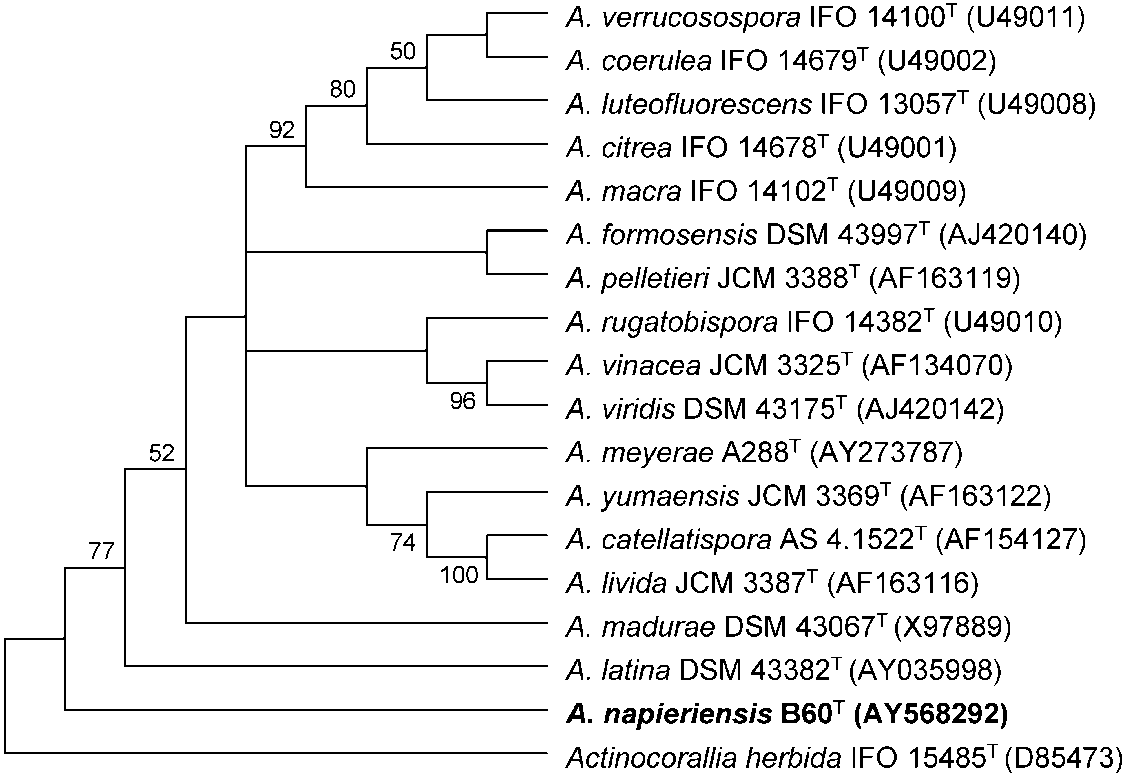 A. verrucosospora IFO 14100ᵀ (U49011)
50
A. coerulea IFO 14679ᵀ (U49002)
80
A. luteofluorescens IFO 13057ᵀ (U49008)
92
A. citrea IFO 14678ᵀ (U49001)
A. macra IFO 14102ᵀ (U49009)
A. formosensis DSM 43997ᵀ (AJ420140)
A. pelletieri JCM 3388ᵀ (AF163119)
A. rugatobispora IFO 14382ᵀ (U49010)
A. vinacea JCM 3325ᵀ (AF134070)
96
A. viridis DSM 43175ᵀ (AJ420142)
52
A. meyerae A288ᵀ (AY273787)
A. yumaensis JCM 3369ᵀ (AF163122)
74
A. catellatispora AS 4.1522ᵀ (AF154127)
77
100
A. livida JCM 3387ᵀ (AF163116)
A. madurae DSM 43067ᵀ (X97889)
A. latina DSM 43382ᵀ (AY035998)
A. napieriensis B60ᵀ (AY568292)
Actinocorallia herbida IFO 15485ᵀ (D85473)